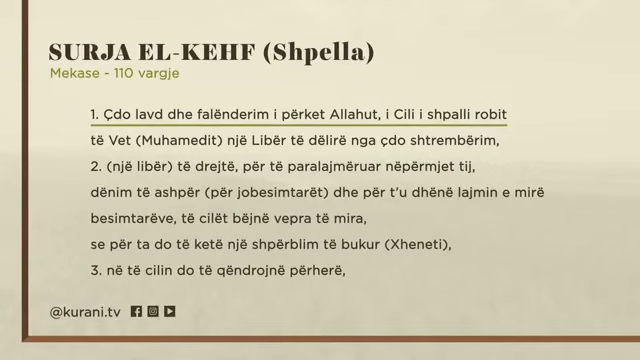 SURJA EL-KEHF (Shpella)
Mekase - 110 vargje
1. Çdo lavd dhe falënderim i përket Allahut, i Cili i shpalli robit
të Vet (Muhamedit) një Libër të dëlirë nga çdo shtrembërim,
2. (një libër) të drejtë, për të paralajmëruar nëpërmjet tij,
dënim të ashpër (për jobesimtarët) dhe për t'u dhënë lajmin e mirë
besimtarëve, të cilët bëjnë vepra të mira,
se për ta do të ketë një shpërblim të bukur (Xheneti),
3. në të cilin do të qëndrojnë përherë,
@kurani.tv